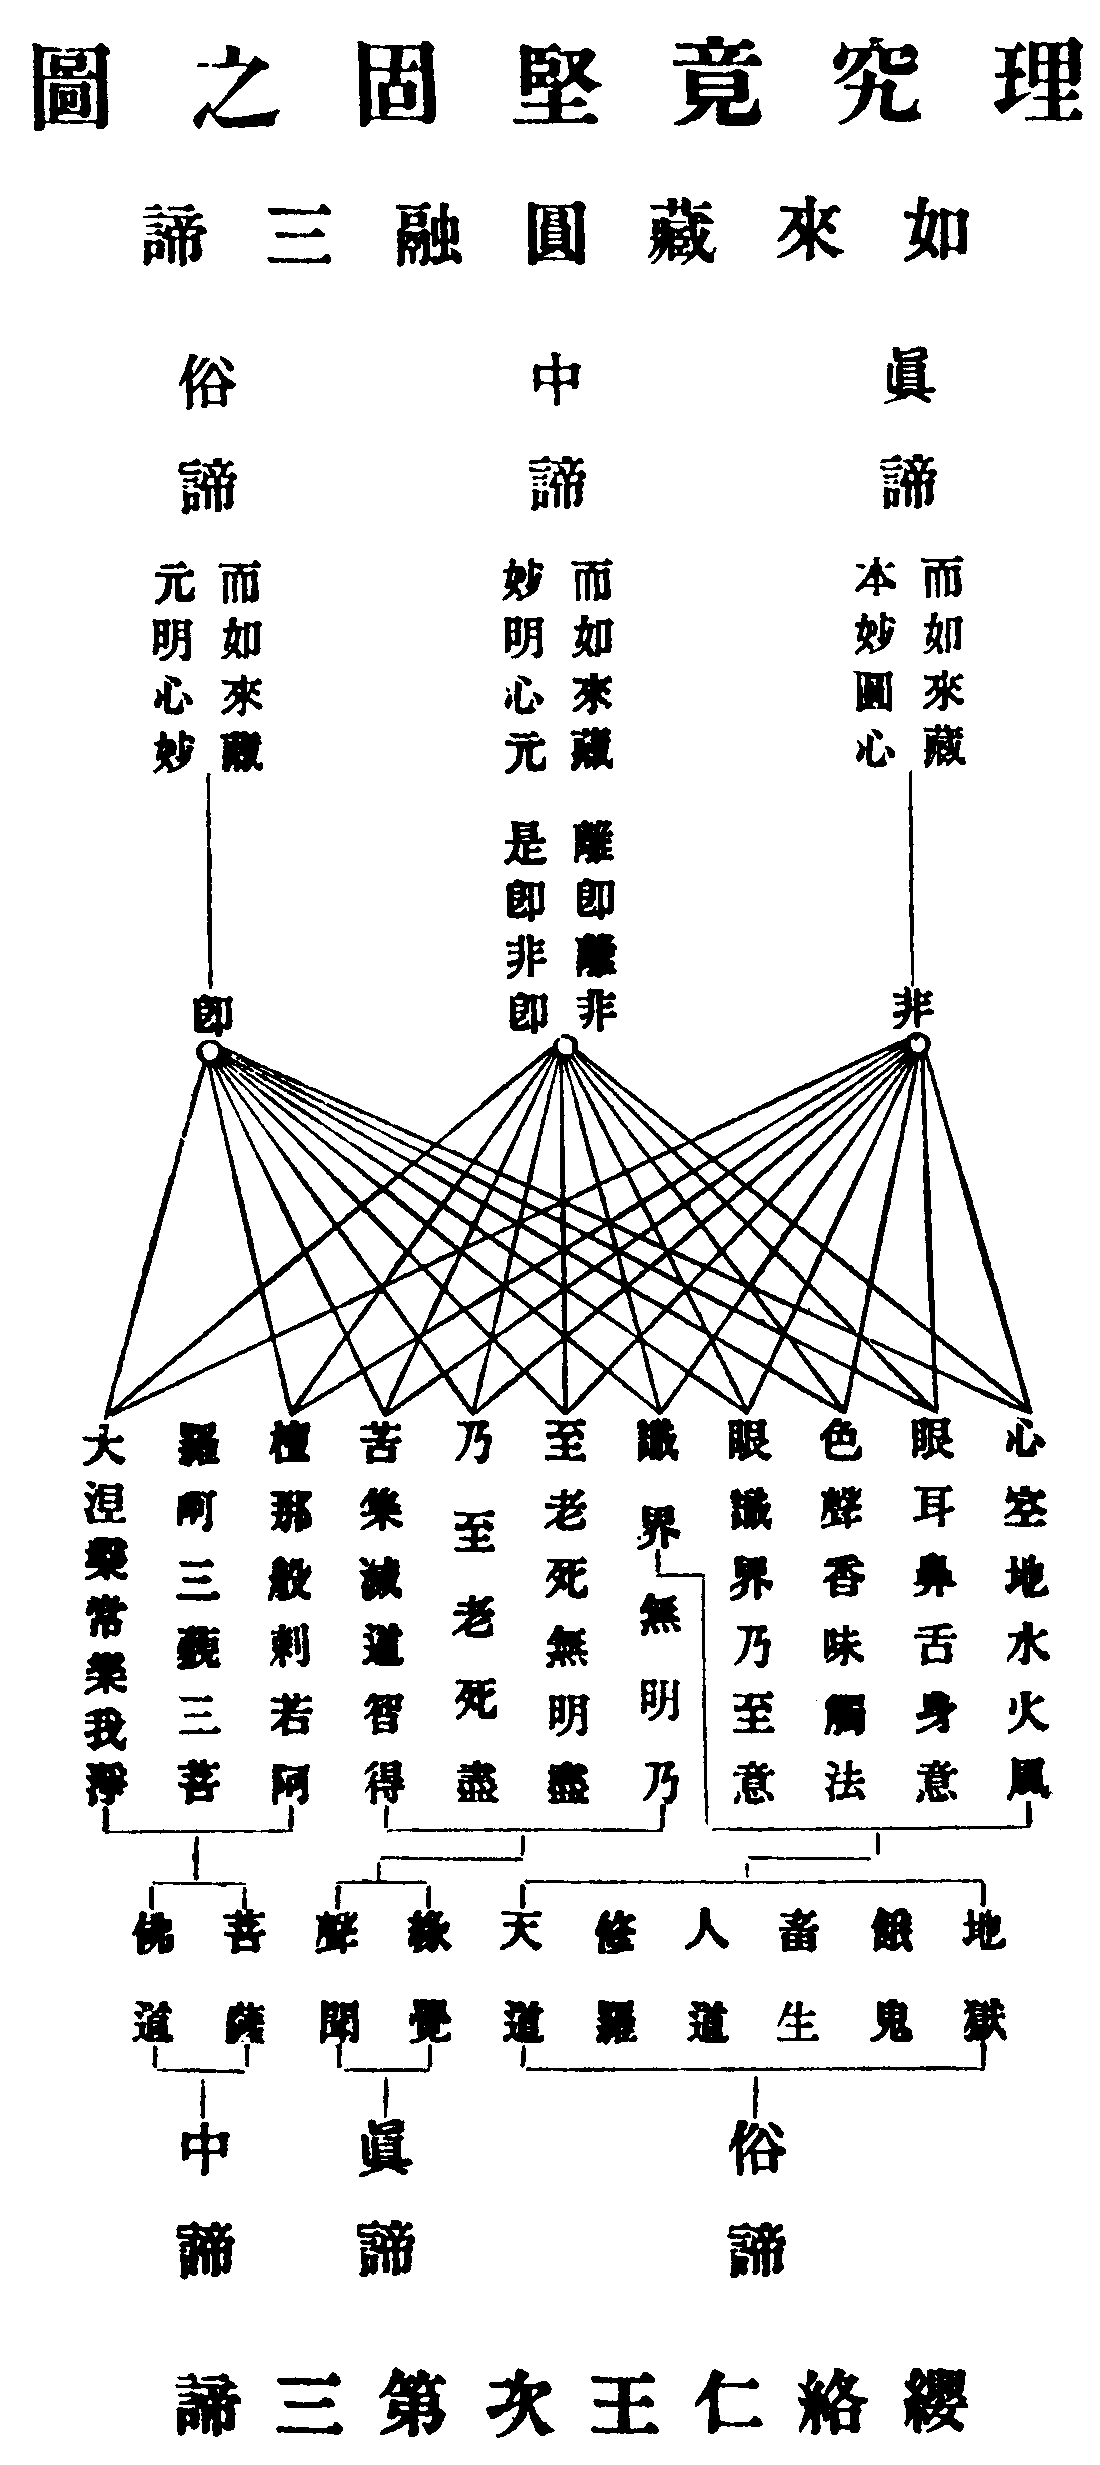 理究竟堅固之圖
如來藏圓融三諦
眞諦
而如來藏
本妙圓心
非
中諦
而如來藏
妙明心元
離卽離非
是卽非卽
俗諦
而如來藏
元明心妙
卽
心空地水火風
眼耳鼻舌身意
色聲香味觸法
眼識界乃至意
識界無明乃
至老死無明盡
乃至老死盡
苦集滅道智得
檀那般剌若阿
羅呵三藐三菩
大涅槃常樂我淨
地獄
餓鬼
畜生
人道
修羅
天道
緣覺
聲聞
菩薩
佛道
俗諦
眞諦
中諦
纓絡仁王次第三諦